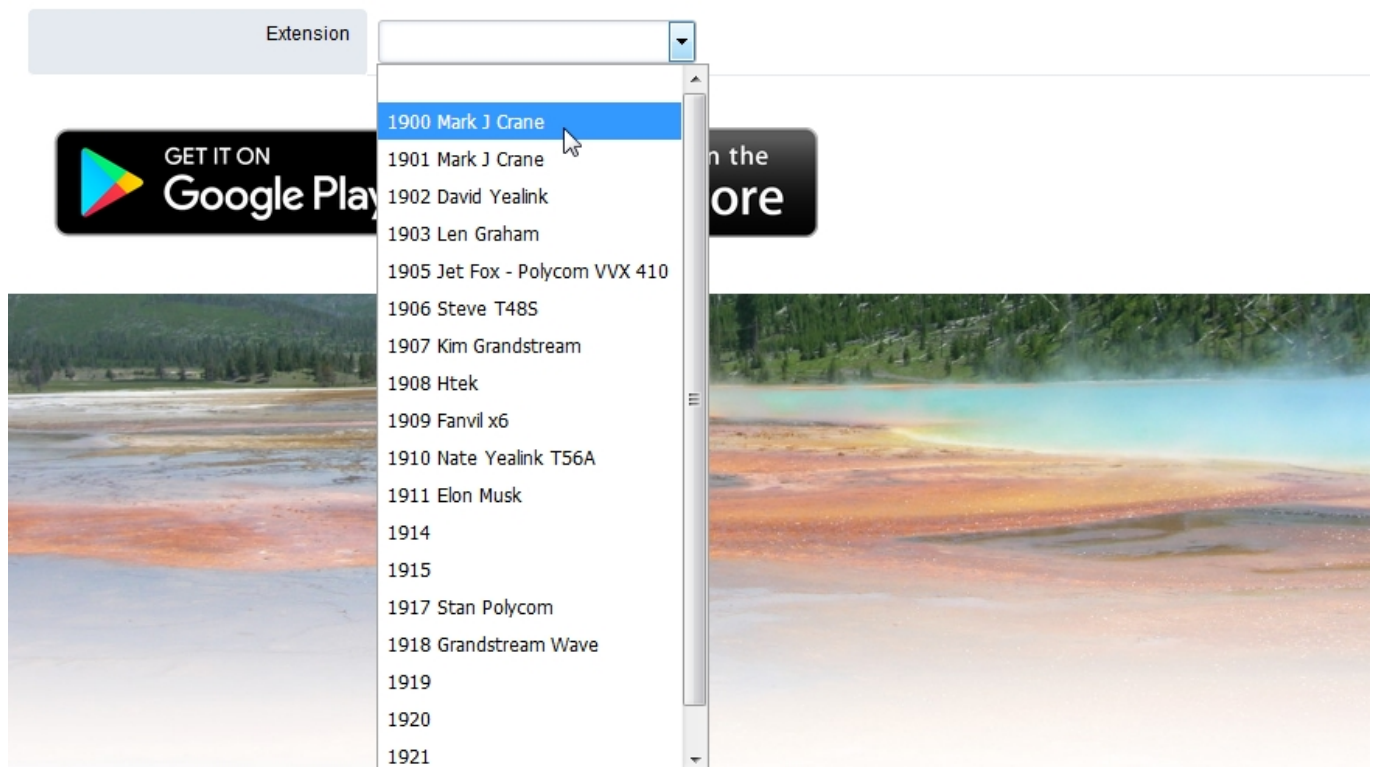 Extension
1900 Mark J Crane
1901 Mark J Crane
1902 David Yealink
1903 Len Graham
1905 Jet Fox - Polycom VVX 410
1906 Steve T48S
1907 Kim Grandstream
1908 Htek
1909 Fanvil x6
1910 Nate Yealink T56A
1911 Elon Musk
1914
1915
1917 Stan Polycom
1918 Grandstream Wave
1919
1920
1921
GET IT ON
Google Play
the